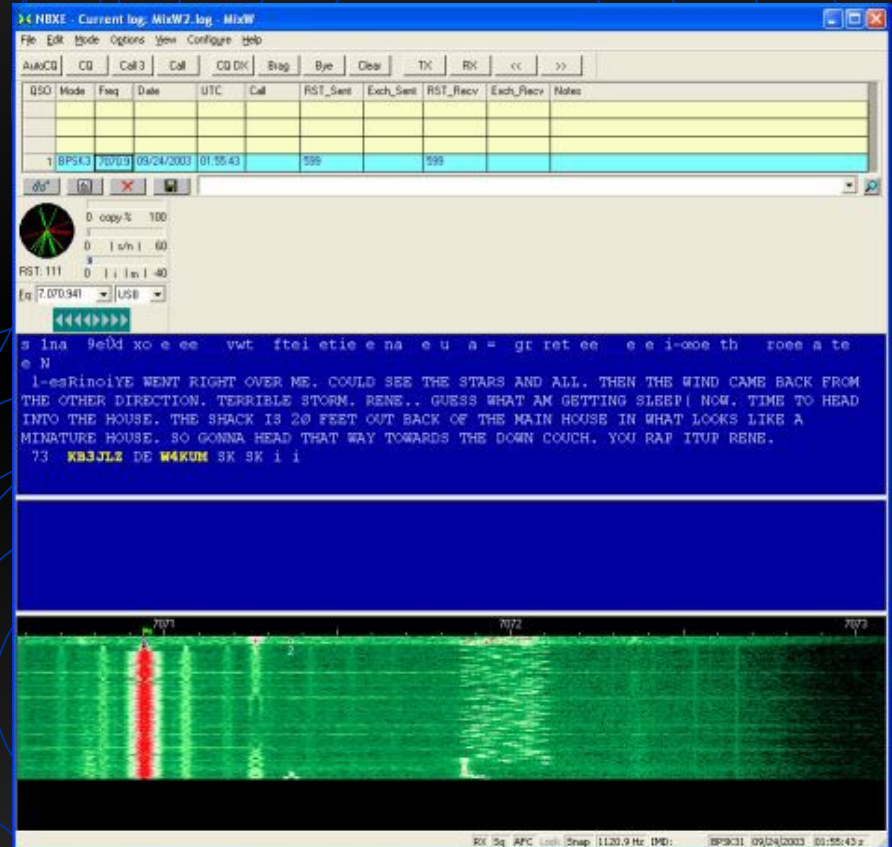 NBXE - Current log: MixW2.log - MixW
File Edit Mode Options View Configure Help
AutoCQ CQ Call 3 Call CQ DX Brag Bye Clear TX RX << >>
QSO Mode Freq Date UTC Call RST_Sent Exch_Sent RST_Recv Exch_Recv Notes
1 BPSK3 7070.9 09/24/2003 01:55:43 599 599
0 copy % 100
0 | s/n | 60
RST: 111 0 | i | m | -40
Fq 7.070.941 USB
s lna 9eÛd xo e ee vwt ftei etie e na e u a = gr ret ee e e i-œoe th roee a te
e N
l-esRinoiYE WENT RIGHT OVER ME. COULD SEE THE STARS AND ALL. THEN THE WIND CAME BACK FROM
THE OTHER DIRECTION. TERRIBLE STORM. RENE.. GUESS WHAT AM GETTING SLEEP[ NOW. TIME TO HEAD
INTO THE HOUSE. THE SHACK IS 20 FEET OUT BACK OF THE MAIN HOUSE IN WHAT LOOKS LIKE A
MINATURE HOUSE. SO GONNA HEAD THAT WAY TOWARDS THE DOWN COUCH. YOU RAP ITUP RENE.
73 KB3JLZ DE W4KUM SK SK i i
7071 7072 7073
2
RX Sq AFC Lock Snap 1120.9 Hz IMD: BPSK31 09/24/2003 01:55:43 z